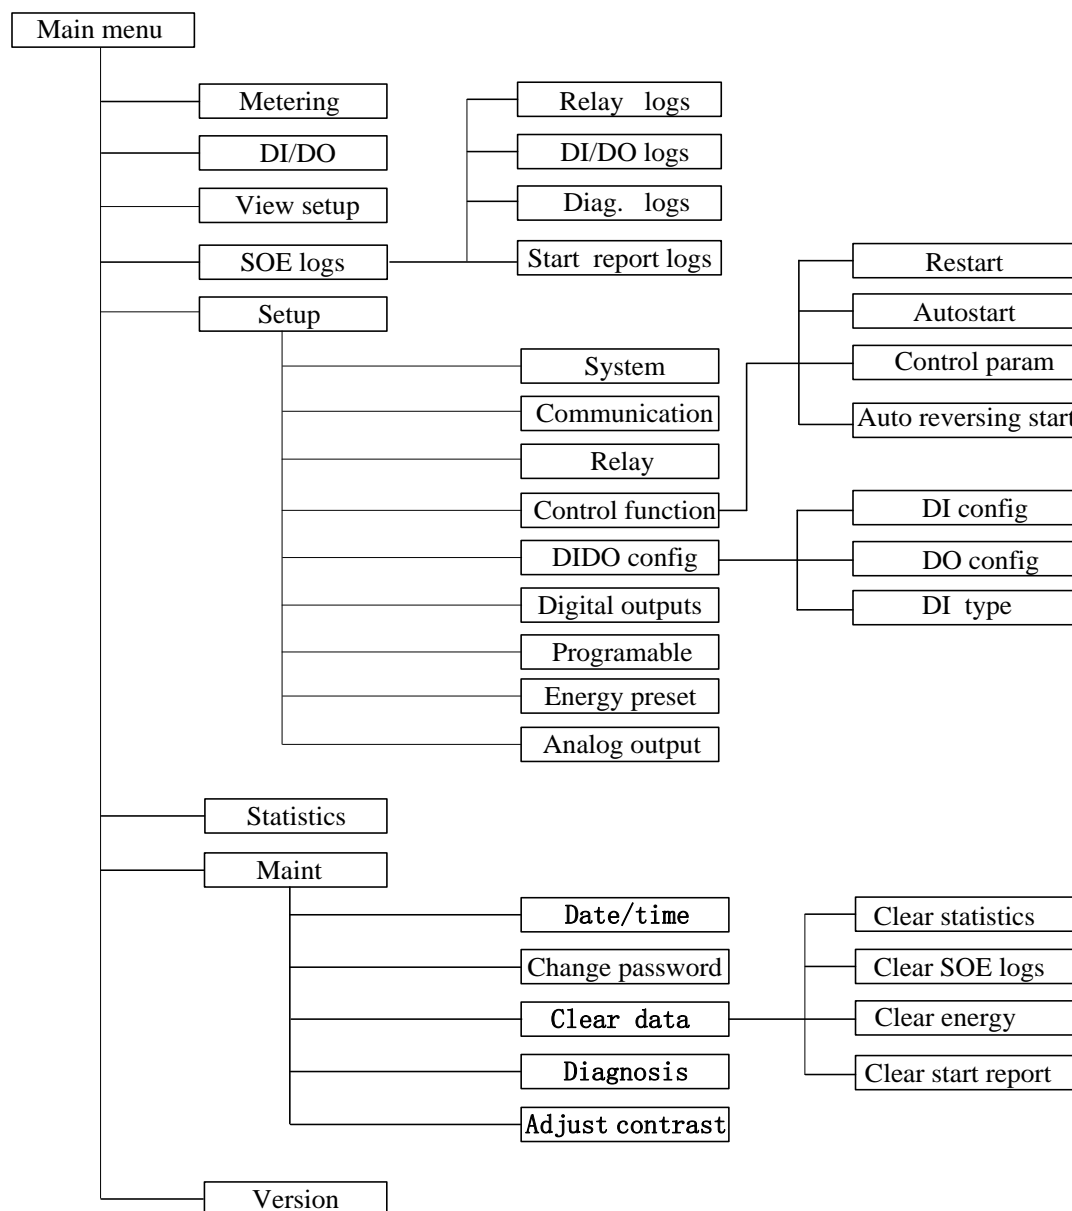 Main menu
Metering
DI/DO
View setup
SOE logs
Relay logs
DI/DO logs
Diag. logs
Start report logs
Setup
System
Communication
Relay
Control function
Restart
Autostart
Control param
Auto reversing start
DIDO config
DI config
DO config
DI type
Digital outputs
Programable
Energy preset
Analog output
Statistics
Maint
Date/time
Change password
Clear data
Clear statistics
Clear SOE logs
Clear energy
Clear start report
Diagnosis
Adjust contrast
Version